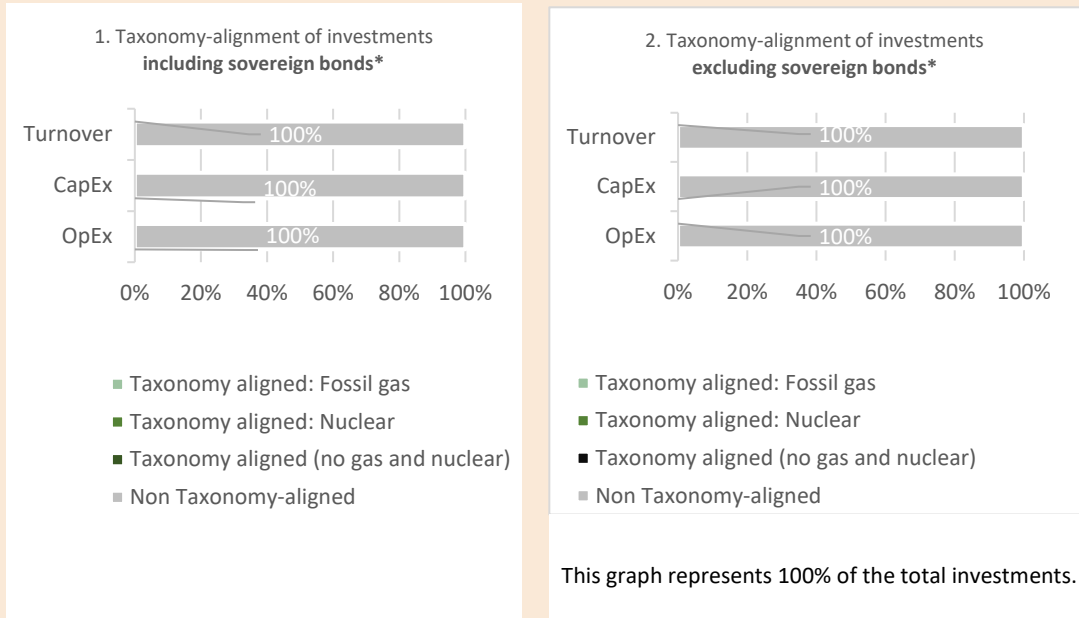 1. Taxonomy-alignment of investments
including sovereign bonds*
Turnover
100%
CapEx
100%
OpEx
100%
0% 20% 40% 60% 80% 100%
Taxonomy aligned: Fossil gas
Taxonomy aligned: Nuclear
Taxonomy aligned (no gas and nuclear)
Non Taxonomy-aligned
2. Taxonomy-alignment of investments
excluding sovereign bonds*
Turnover
100%
CapEx
100%
OpEx
100%
0% 20% 40% 60% 80% 100%
Taxonomy aligned: Fossil gas
Taxonomy aligned: Nuclear
Taxonomy aligned (no gas and nuclear)
Non Taxonomy-aligned
This graph represents 100% of the total investments.